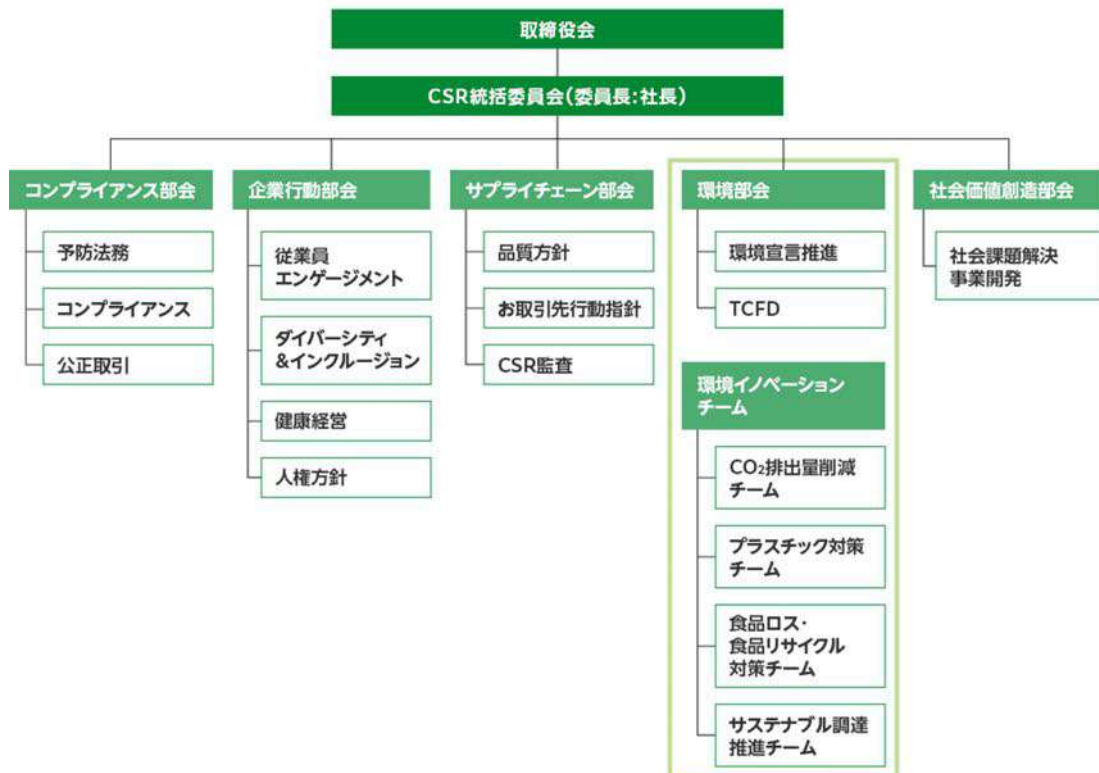 取締役会
CSR統括委員会(委員長:社長)
コンプライアンス部会
予防法務
コンプライアンス
公正取引
企業行動部会
従業員
エンゲージメント
ダイバーシティ
&インクルージョン
健康経営
人権方針
サプライチェーン部会
品質方針
お取引先行動指針
CSR監査
環境部会
環境宣言推進
TCFD
環境イノベーション
チーム
CO₂排出量削減
チーム
プラスチック対策
チーム
食品ロス・
食品リサイクル
対策チーム
サステナブル調達
推進チーム
社会価値創造部会
社会課題解決
事業開発